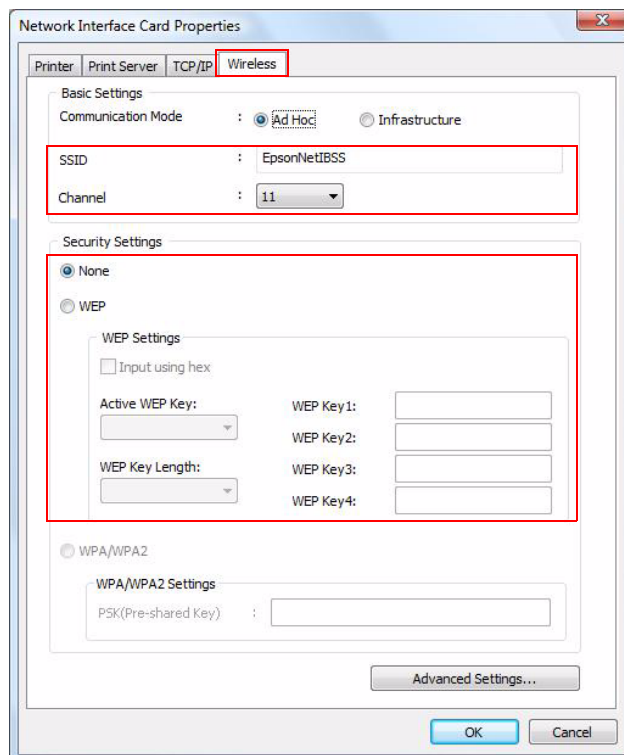 Network Interface Card Properties
Printer Print Server TCP/IP Wireless
Basic Settings
Communication Mode : Ad Hoc Infrastructure
SSID : EpsonNetIBSS
Channel : 11
Security Settings
None
WEP
WEP Settings
Input using hex
Active WEP Key: WEP Key1:
WEP Key2:
WEP Key Length: WEP Key3:
WEP Key4:
WPA/WPA2
WPA/WPA2 Settings
PSK(Pre-shared Key) :
Advanced Settings...
OK Cancel